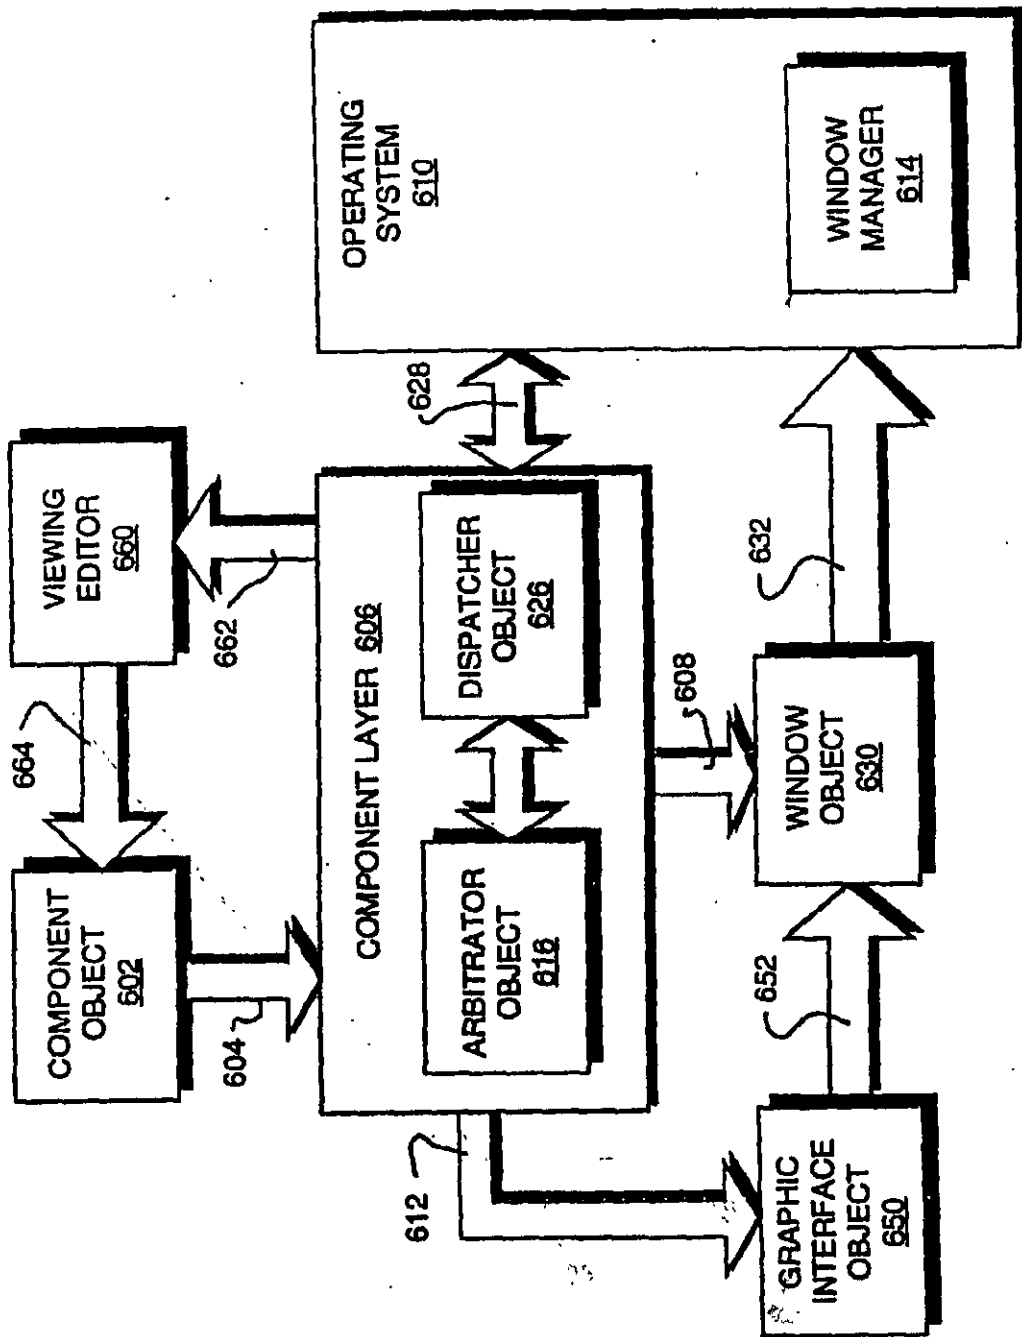 COMPONENT
OBJECT
602
664
VIEWING
EDITOR
660
604
662
COMPONENT LAYER 606
ARBITRATOR
OBJECT
616
DISPATCHER
OBJECT
626
628
OPERATING
SYSTEM
610
612
608
GRAPHIC
INTERFACE
OBJECT
650
652
WINDOW
OBJECT
630
632
WINDOW
MANAGER
614